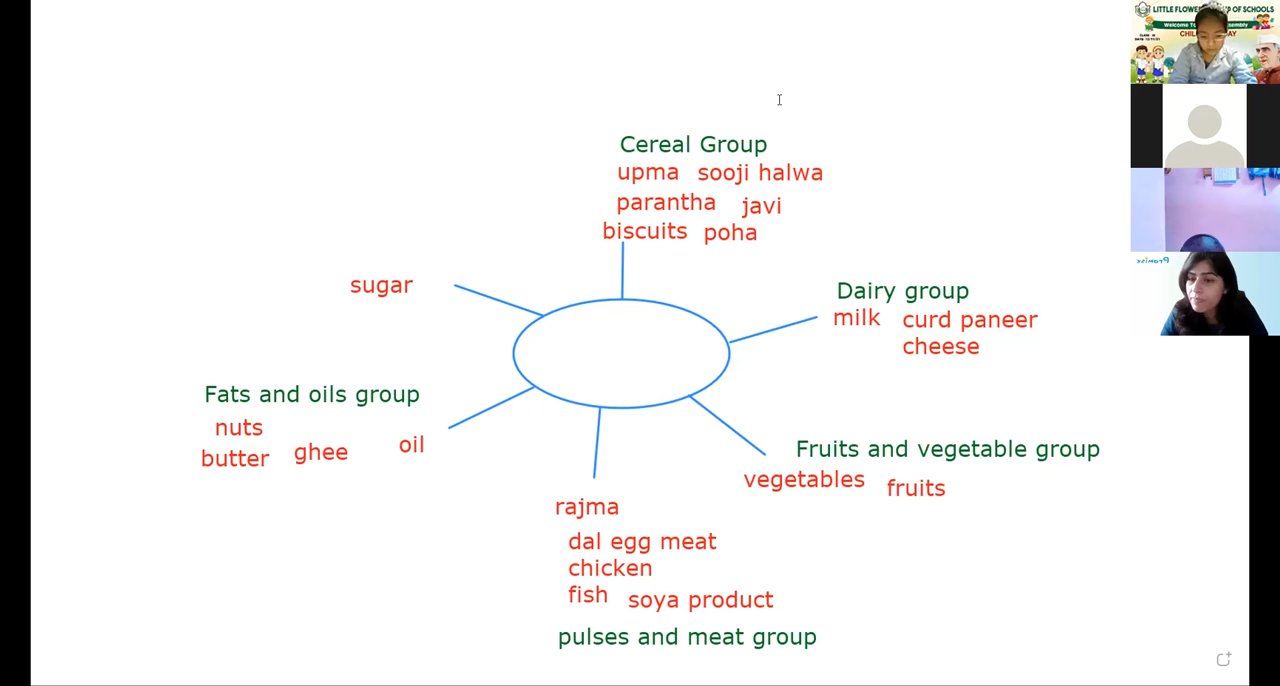 LITTLE FLOWER
OF SCHOOLS
Cereal Group
upma sooji halwa
parantha javi
biscuits poha
sugar
Dairy group
milk curd paneer
cheese
Fats and oils group
nuts
butter ghee oil
Fruits and vegetable group
vegetables fruits
rajma
dal egg meat
chicken
fish soya product
pulses and meat group